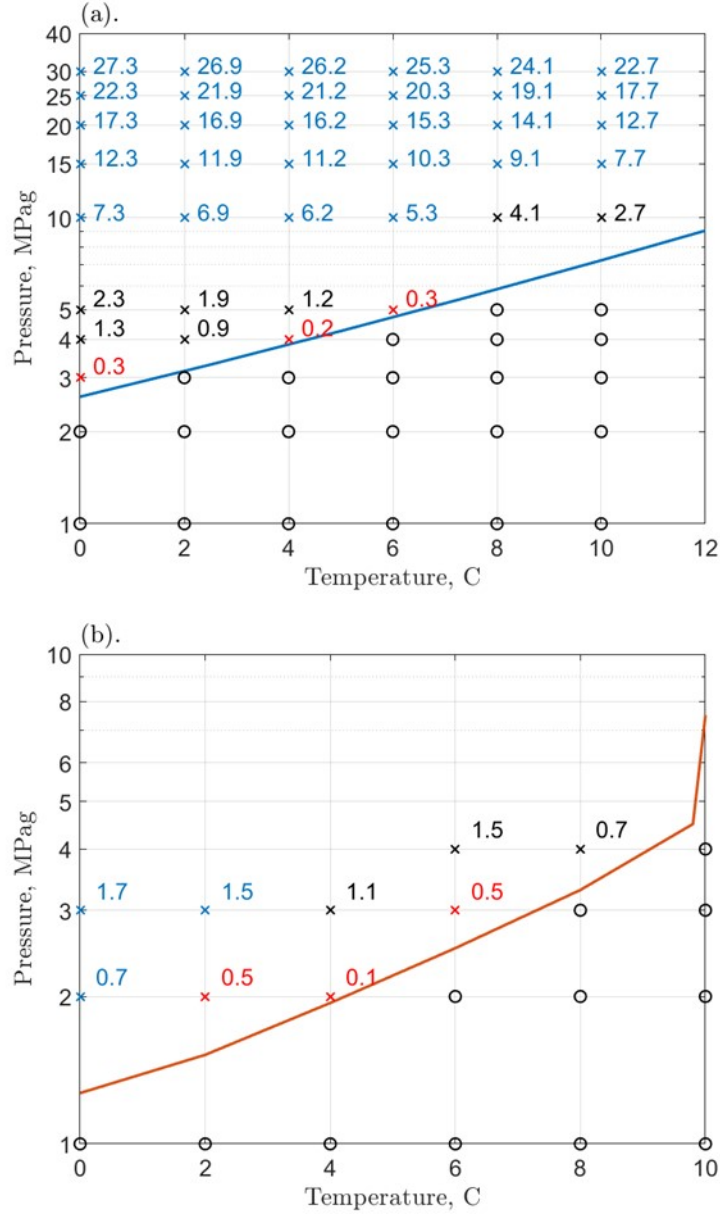 (a).
40
30 27.3 26.9 26.2 25.3 24.1 22.7
25 22.3 21.9 21.2 20.3 19.1 17.7
20 17.3 16.9 16.2 15.3 14.1 12.7
15 12.3 11.9 11.2 10.3 9.1 7.7
10 7.3 6.9 6.2 5.3 4.1 2.7
5 2.3 1.9 1.2 0.3
4 1.3 0.9 0.2
3 0.3
2
1
Pressure, MPag
0 2 4 6 8 10 12
Temperature, C
(b).
10
8
6
5
4 1.5 0.7
3 1.7 1.5 1.1 0.5
2 0.7 0.5 0.1
1
Pressure, MPag
0 2 4 6 8 10
Temperature, C